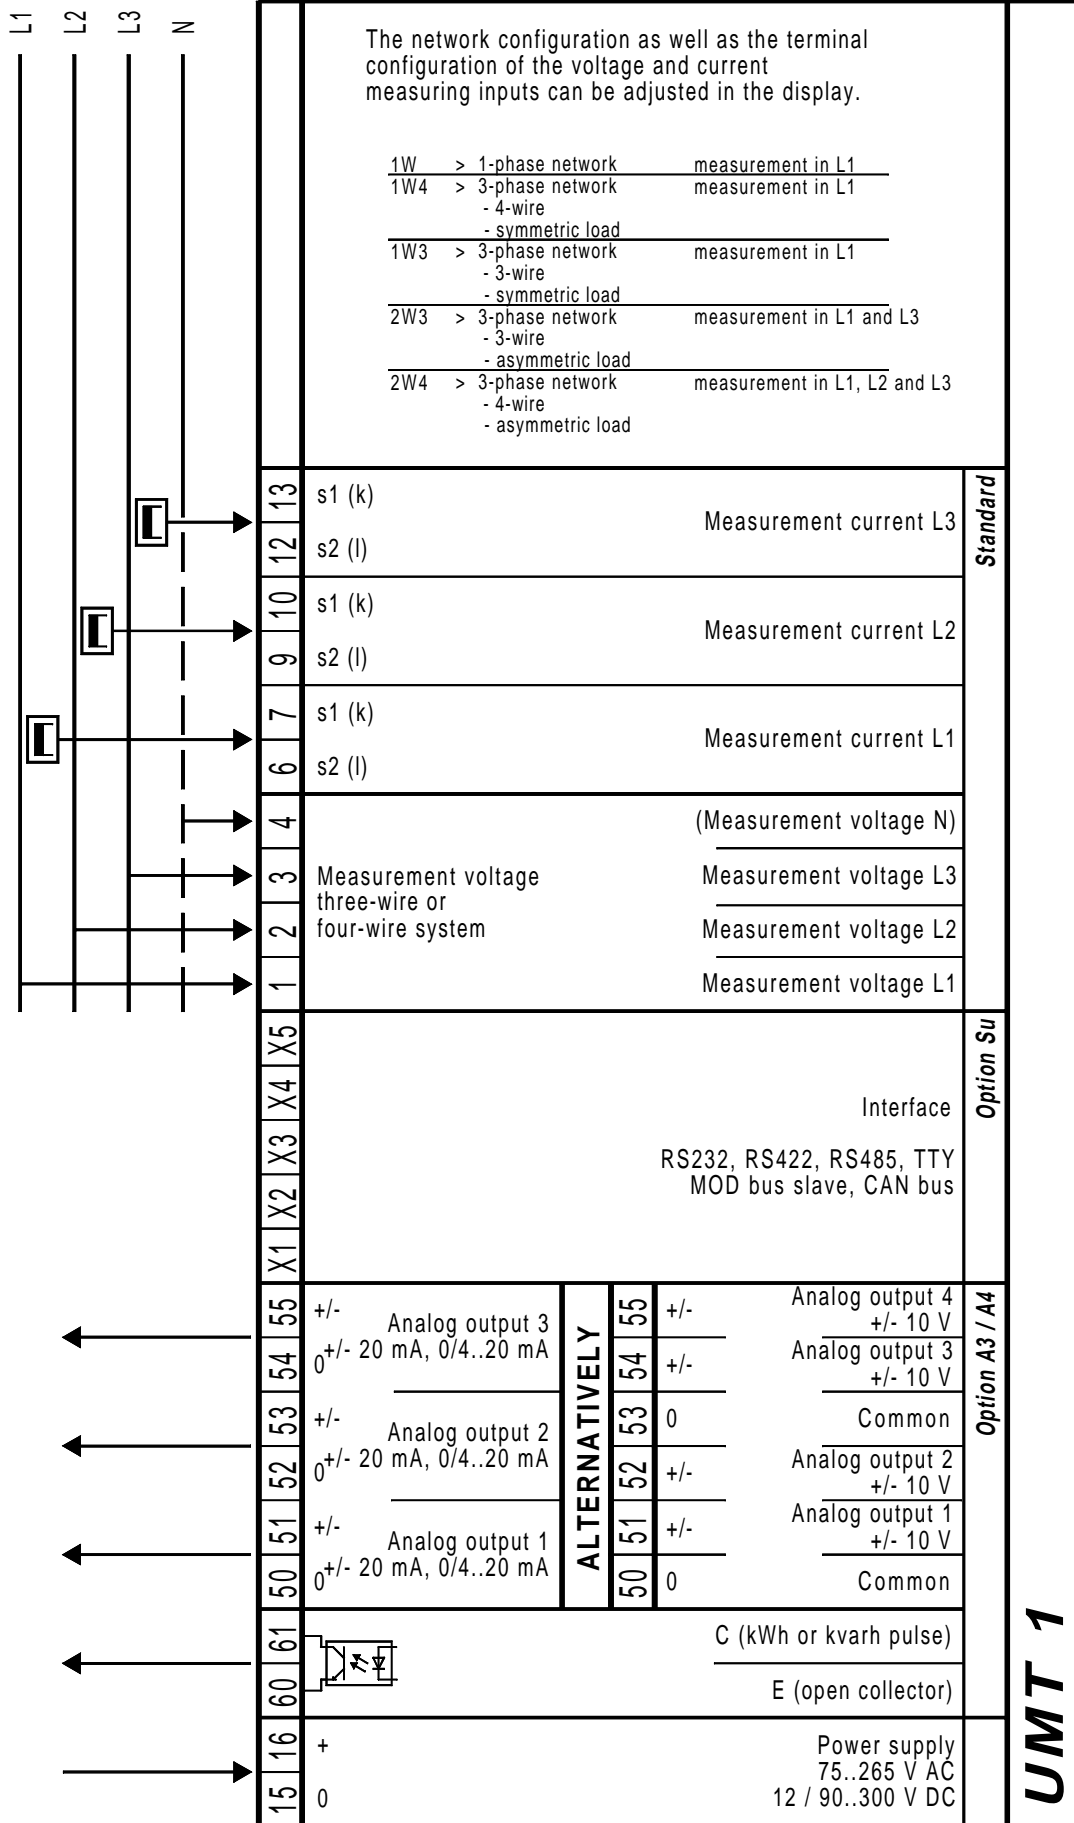 L1 L2 L3 N
The network configuration as well as the terminal
configuration of the voltage and current
measuring inputs can be adjusted in the display.
1W > 1-phase network measurement in L1
1W4 > 3-phase network measurement in L1
- 4-wire
- symmetric load
1W3 > 3-phase network measurement in L1
- 3-wire
- symmetric load
2W3 > 3-phase network measurement in L1 and L3
- 3-wire
- asymmetric load
2W4 > 3-phase network measurement in L1, L2 and L3
- 4-wire
- asymmetric load
Standard
13 s1 (k)
Measurement current L3
12 s2 (l)
10 s1 (k)
Measurement current L2
9 s2 (l)
7 s1 (k)
Measurement current L1
6 s2 (l)
4 (Measurement voltage N)
3 Measurement voltage L3
2 Measurement voltage L2
1 Measurement voltage L1
Measurement voltage
three-wire or
four-wire system
Option Su
X5
X4
X3
X2
X1
Interface
RS232, RS422, RS485, TTY
MOD bus slave, CAN bus
Option A3 / A4
55 +/-
Analog output 3
54 0 +/- 20 mA, 0/4..20 mA
53 +/-
Analog output 2
52 0 +/- 20 mA, 0/4..20 mA
51 +/-
Analog output 1
50 0 +/- 20 mA, 0/4..20 mA
ALTERNATIVELY
55 +/- Analog output 4
+/- 10 V
54 +/- Analog output 3
+/- 10 V
53 0 Common
52 +/- Analog output 2
+/- 10 V
51 +/- Analog output 1
+/- 10 V
50 0 Common
61 C (kWh or kvarh pulse)
60 E (open collector)
16 + Power supply
75..265 V AC
15 0 12 / 90..300 V DC
UMT 1